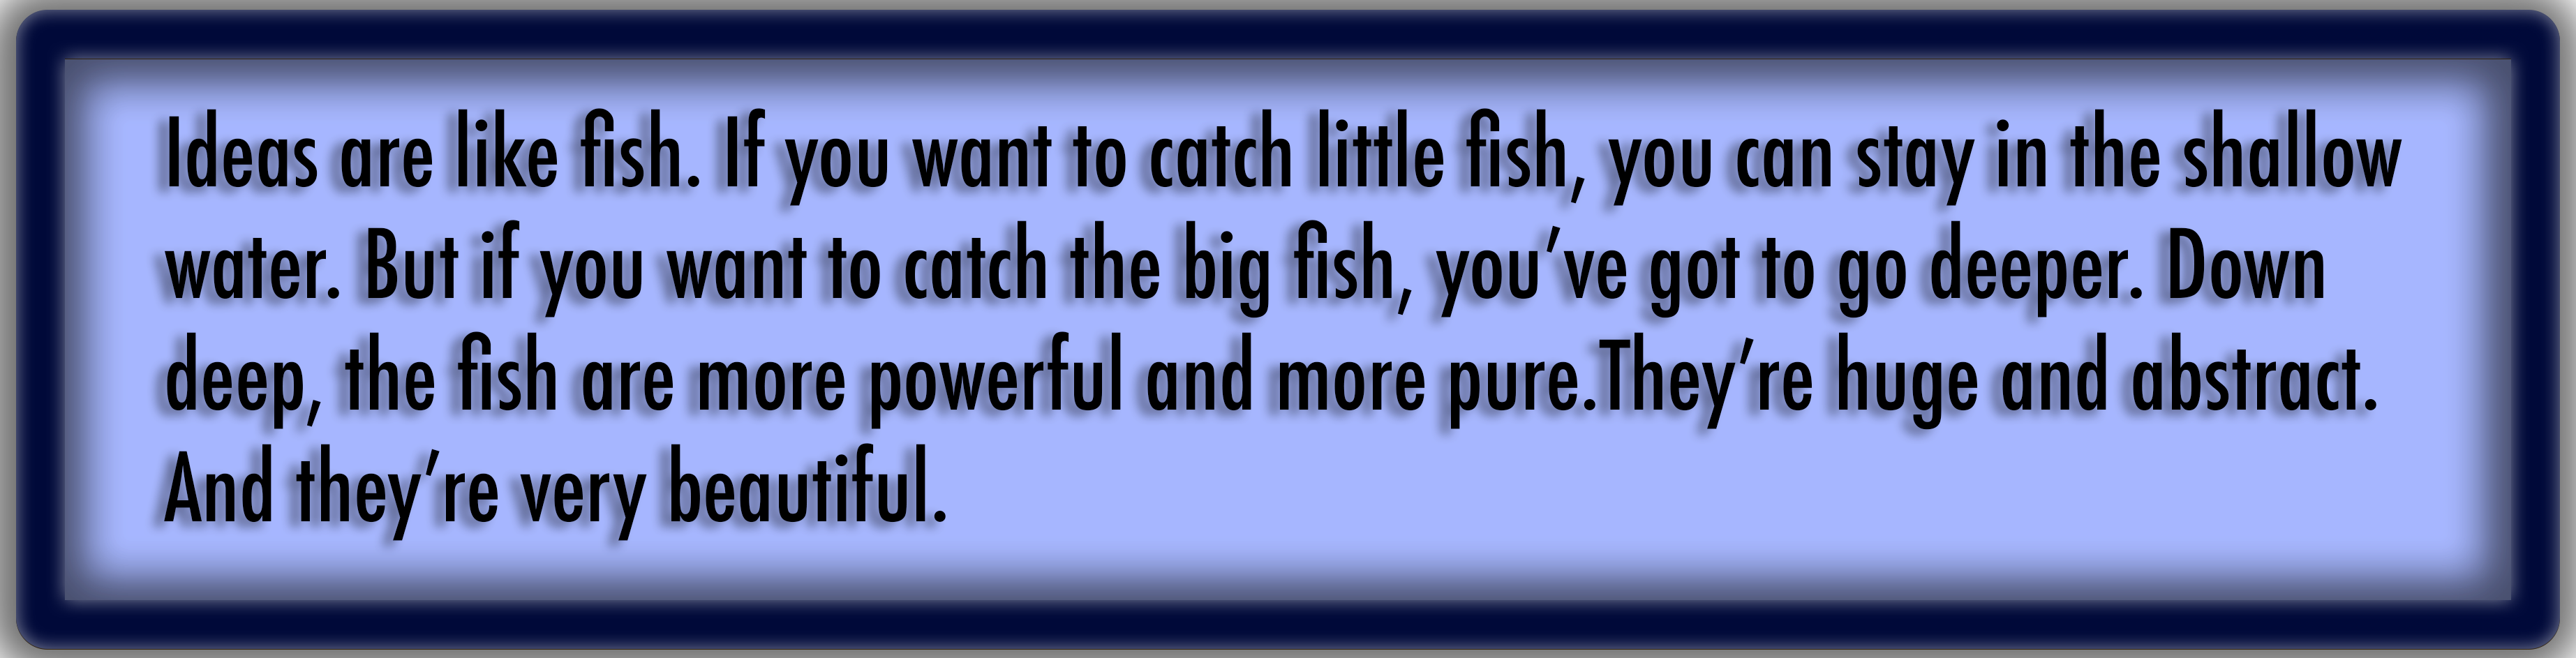 Ideas are like fish. If you want to catch little fish, you can stay in the shallow
water. But if you want to catch the big fish, you’ve got to go deeper. Down
deep, the fish are more powerful and more pure.They’re huge and abstract.
And they’re very beautiful.